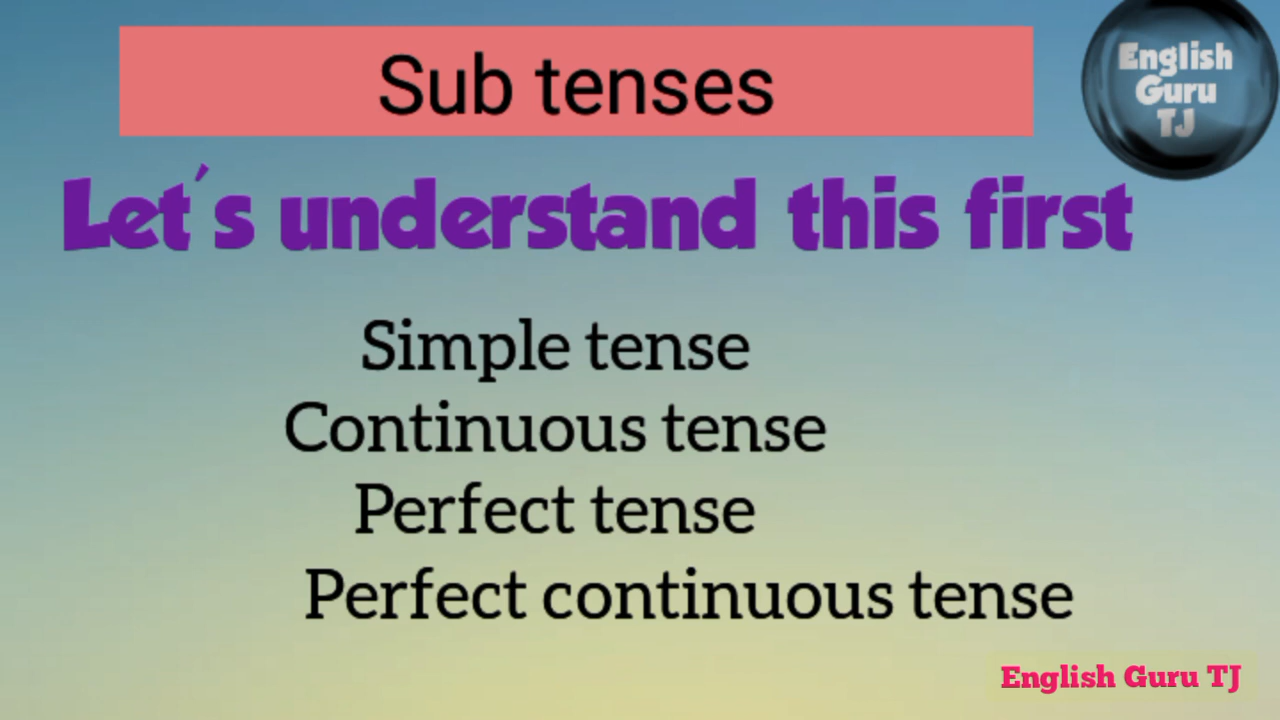 Sub tenses
English
Guru
TJ
Let's understand this first
Simple tense
Continuous tense
Perfect tense
Perfect continuous tense
English Guru TJ